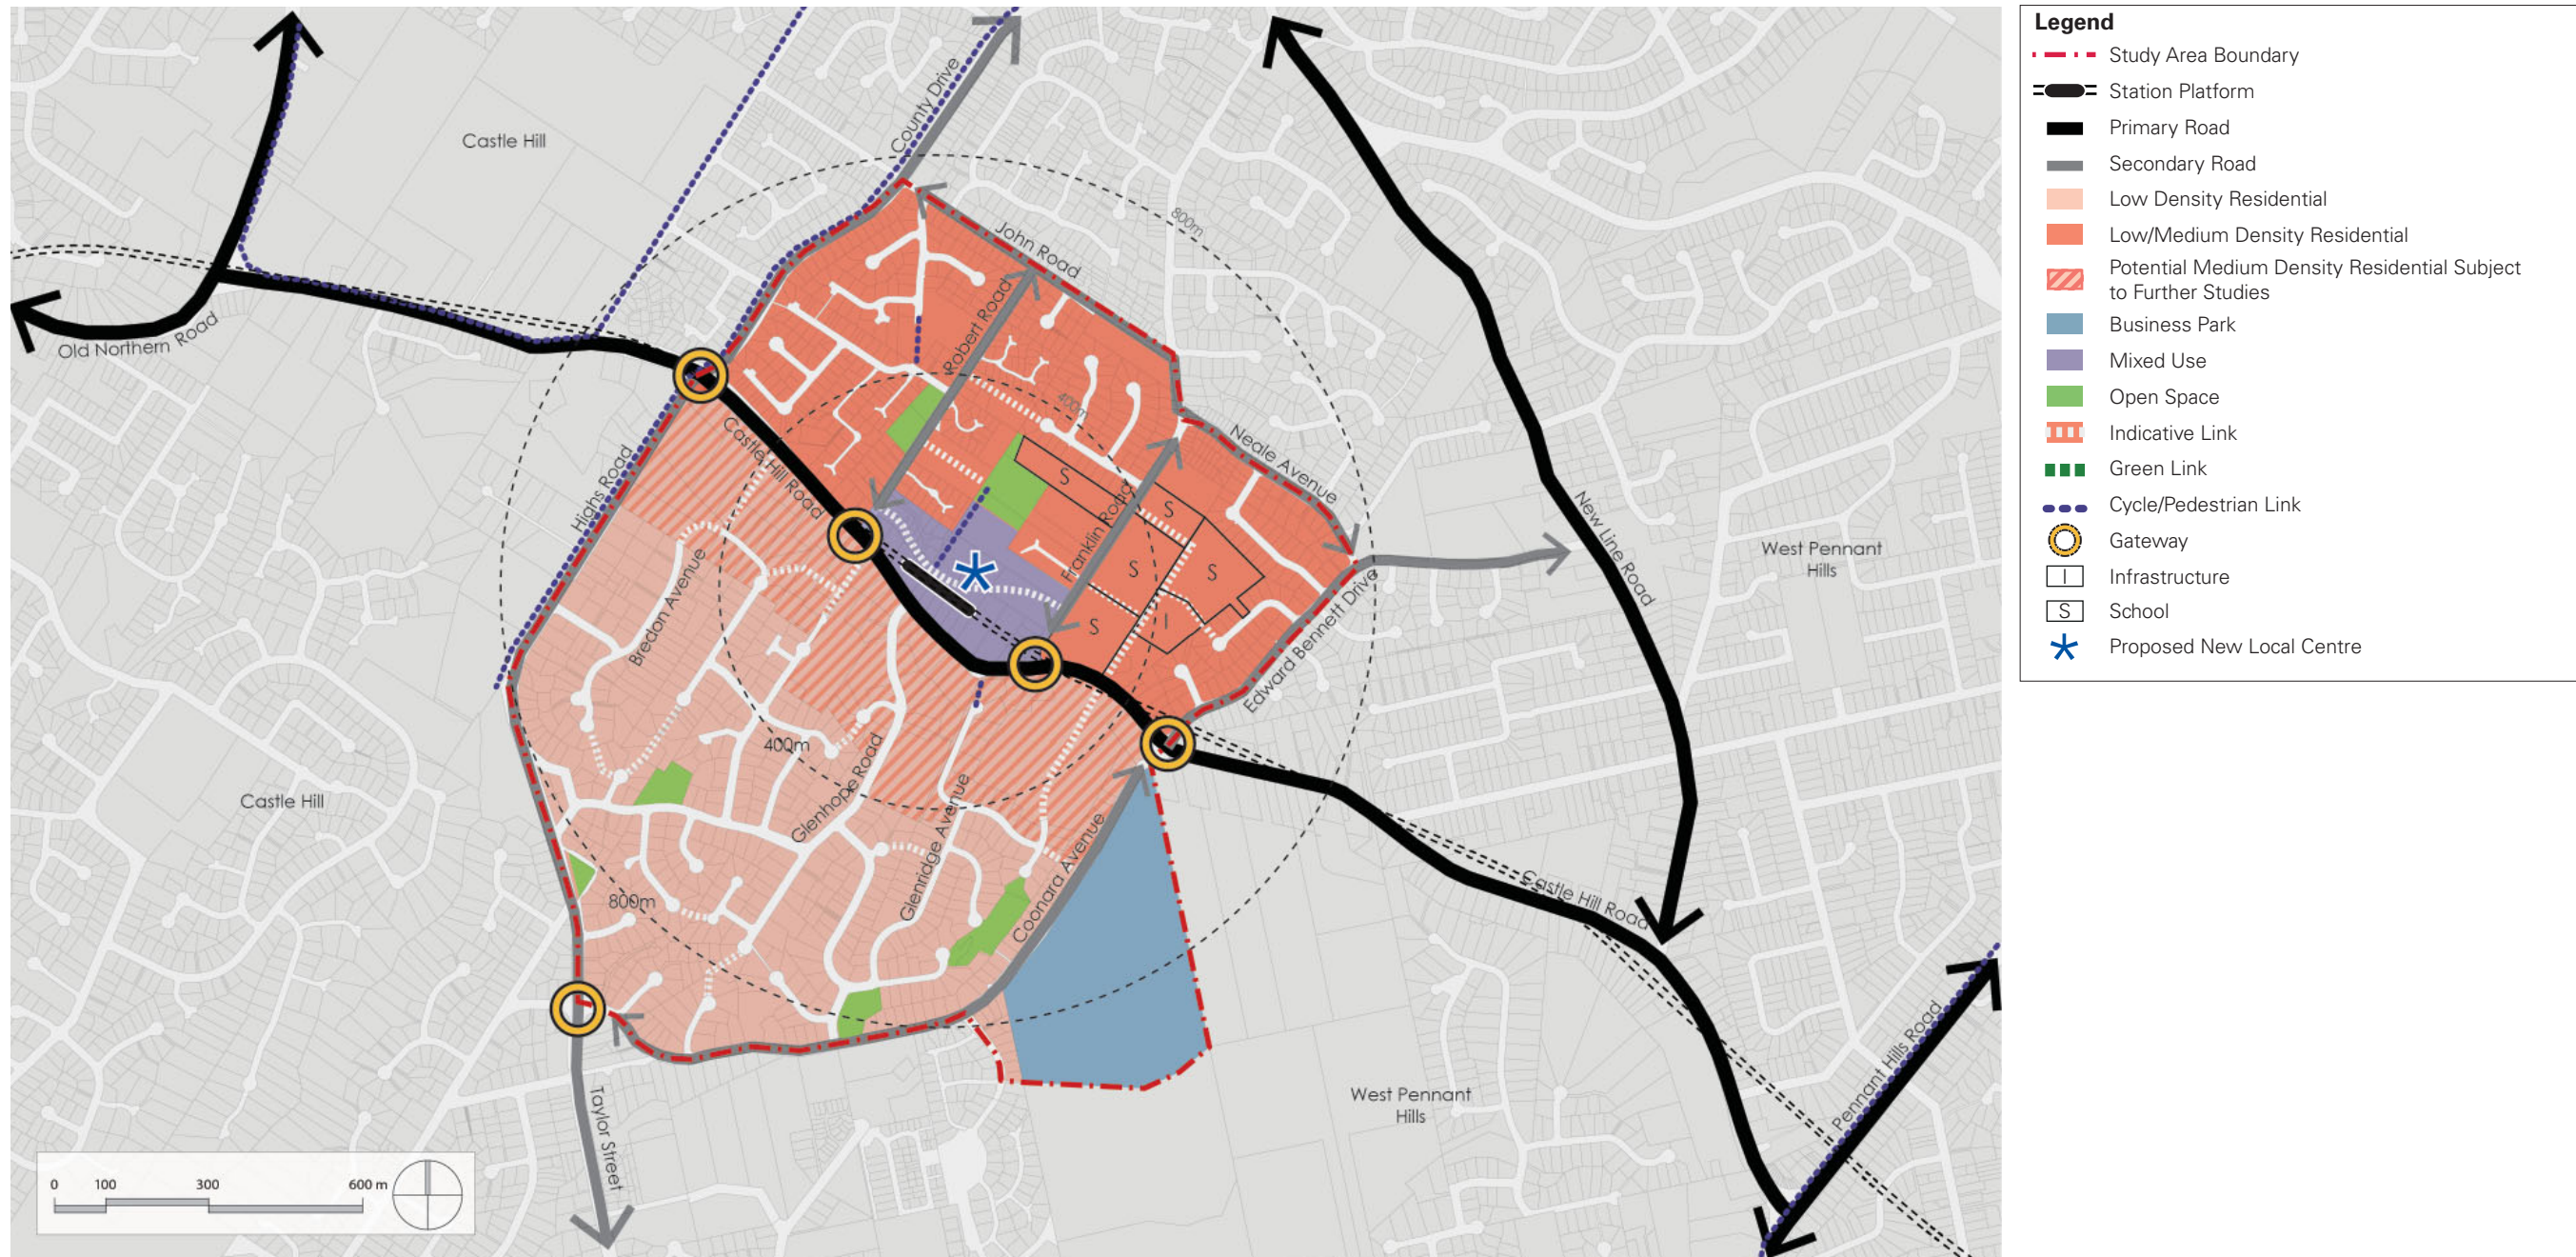 Castle Hill
County Drive
800m
John Road
Old Northern Road
Robert Road
400m
Castle Hill Road
Neale Avenue
Highs Road
S
S
Franklin Road
New Line Road
West Pennant
Hills
S
S
Bredon Avenue
I
S
Edward Bennett Drive
400m
Glenhope Road
Castle Hill
Glenridge Avenue
Coonara Avenue
800m
Castle Hill Road
Pennant Hills Road
West Pennant
Hills
Taylor Street
0 100 300 600 m
Legend
Study Area Boundary
Station Platform
Primary Road
Secondary Road
Low Density Residential
Low/Medium Density Residential
Potential Medium Density Residential Subject
to Further Studies
Business Park
Mixed Use
Open Space
Indicative Link
Green Link
Cycle/Pedestrian Link
Gateway
I Infrastructure
S School
Proposed New Local Centre